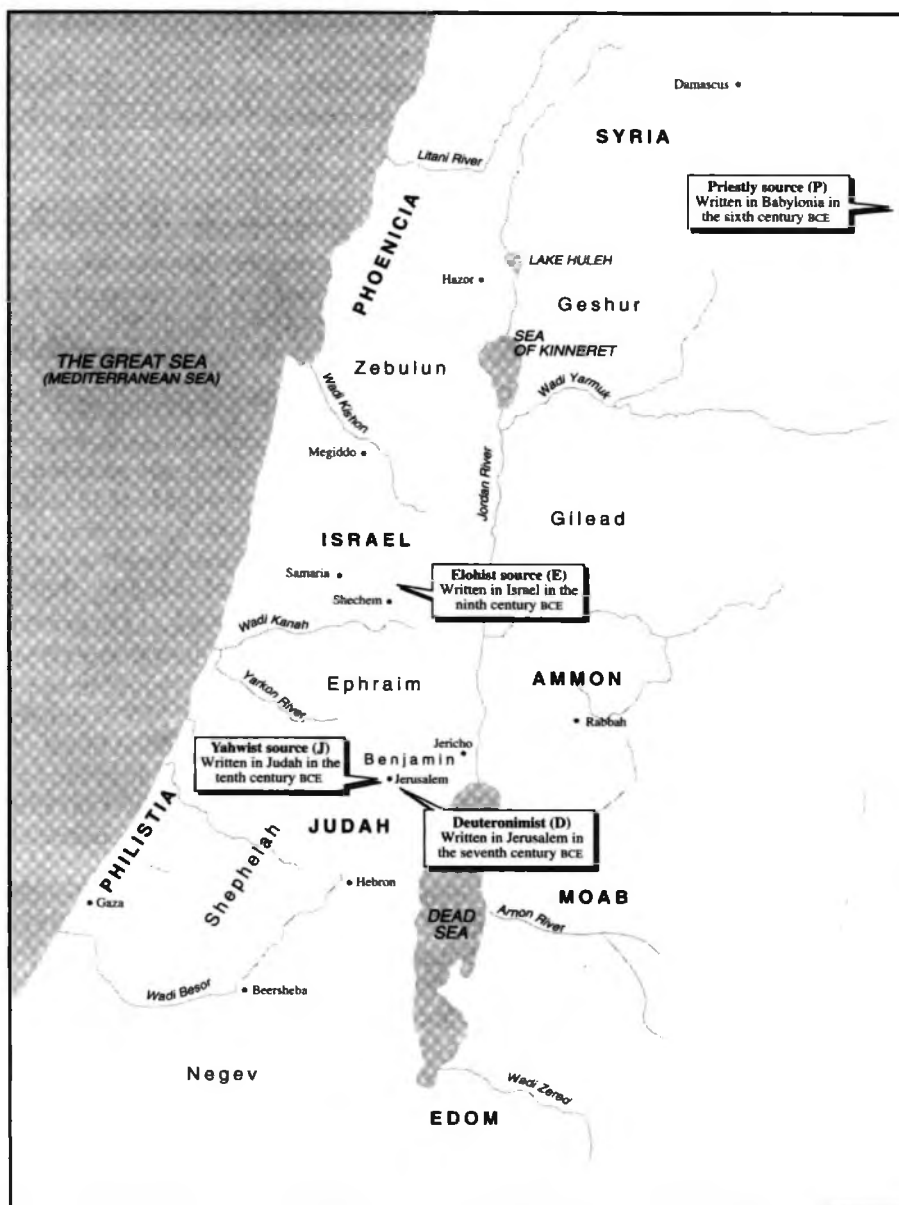 Damascus
SYRIA
Litani River
Priestly source (P)
Written in Babylonia in
the sixth century BCE
PHOENICIA
LAKE HULEH
Hazor
Geshur
SEA
OF KINNERET
THE GREAT SEA
(MEDITERRANEAN SEA)
Zebulun
Wadi Kishon
Wadi Yarmuk
Megiddo
Jordan River
Gilead
ISRAEL
Samaria
Elohist source (E)
Written in Israel in the
ninth century BCE
Shechem
Wadi Kanah
Ephraim
AMMON
Yarkon River
Rabbah
Yahwist source (J)
Written in Judah in the
tenth century BCE
Jericho
Benjamin
Jerusalem
Deuteronimist (D)
Written in Jerusalem in
the seventh century BCE
JUDAH
PHILISTIA
Shephelah
Hebron
MOAB
Gaza
DEAD
SEA
Arnon River
Wadi Besor
Beersheba
Negev
Wadi Zered
EDOM